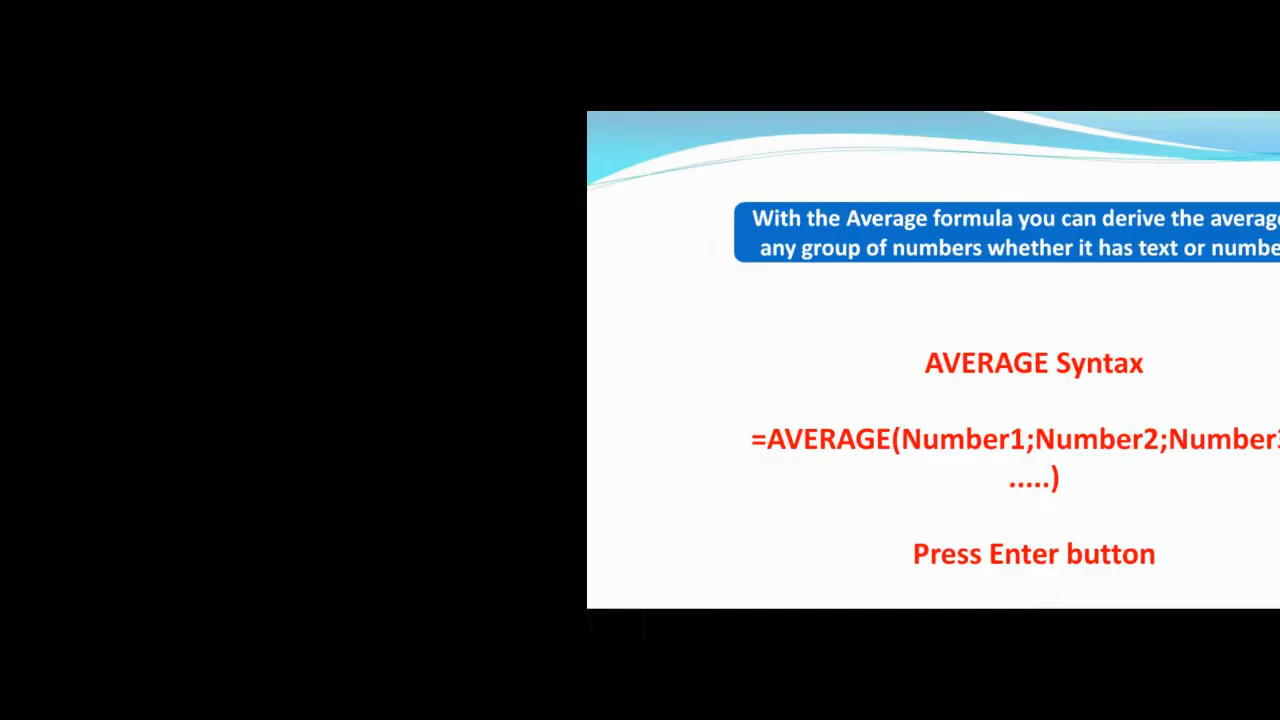 With the Average formula you can derive the average
any group of numbers whether it has text or numbe
AVERAGE Syntax
=AVERAGE(Number1;Number2;Number3
.....)
Press Enter button